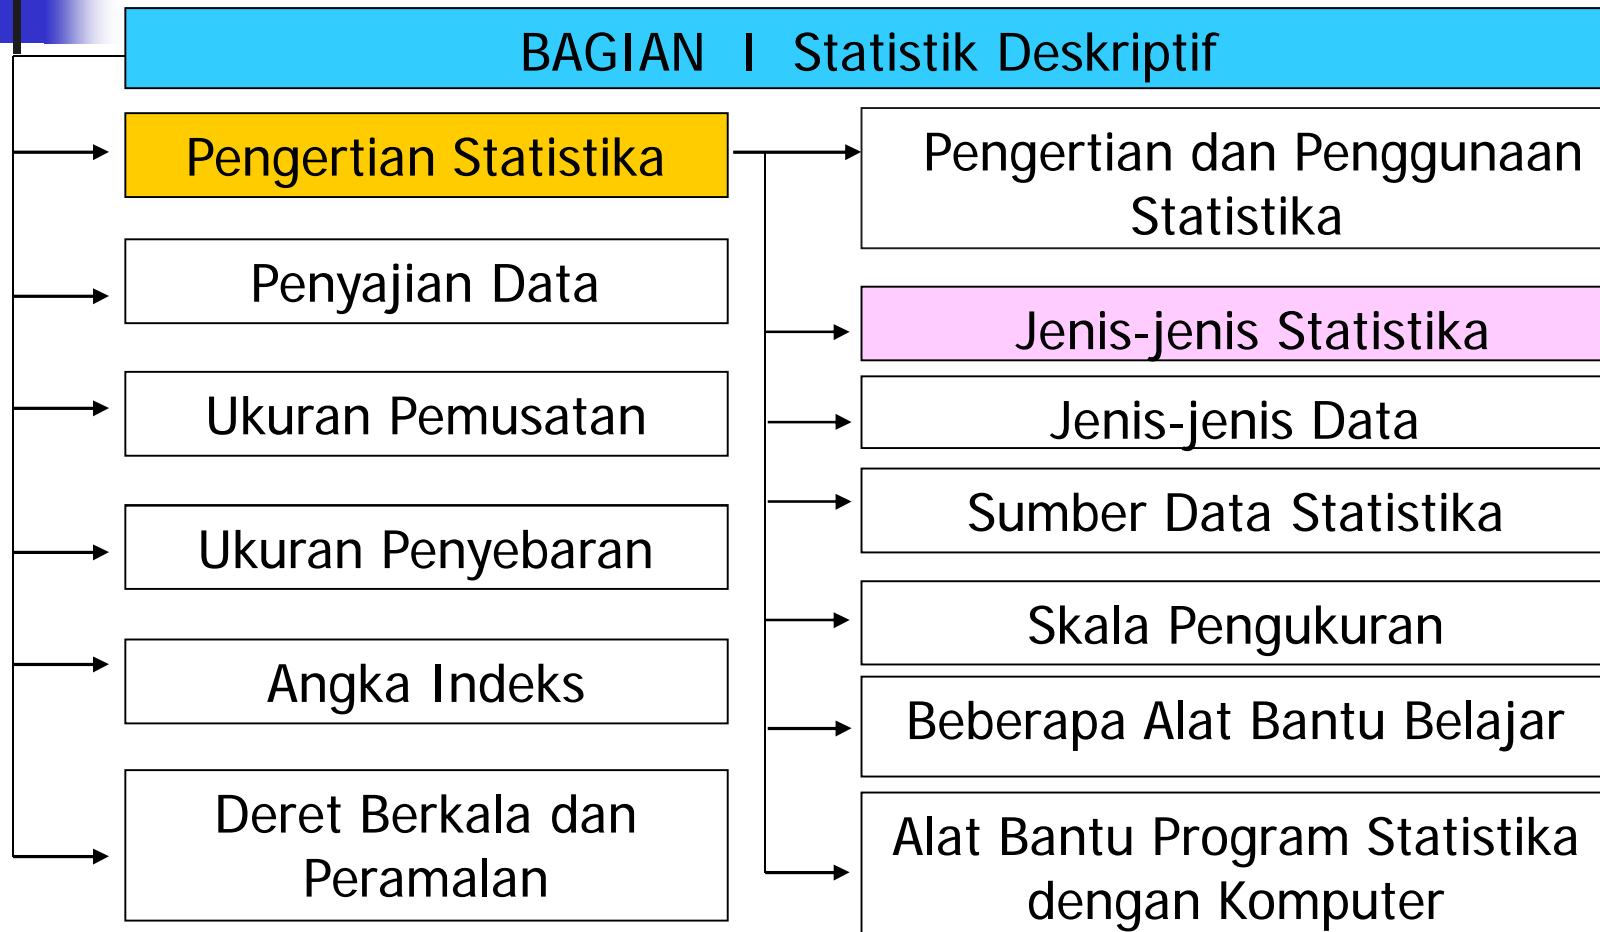 BAGIAN I Statistik Deskriptif
Pengertian Statistika
Penyajian Data
Ukuran Pemusatan
Ukuran Penyebaran
Angka Indeks
Deret Berkala dan
Peramalan
Pengertian dan Penggunaan
Statistika
Jenis-jenis Statistika
Jenis-jenis Data
Sumber Data Statistika
Skala Pengukuran
Beberapa Alat Bantu Belajar
Alat Bantu Program Statistika
dengan Komputer